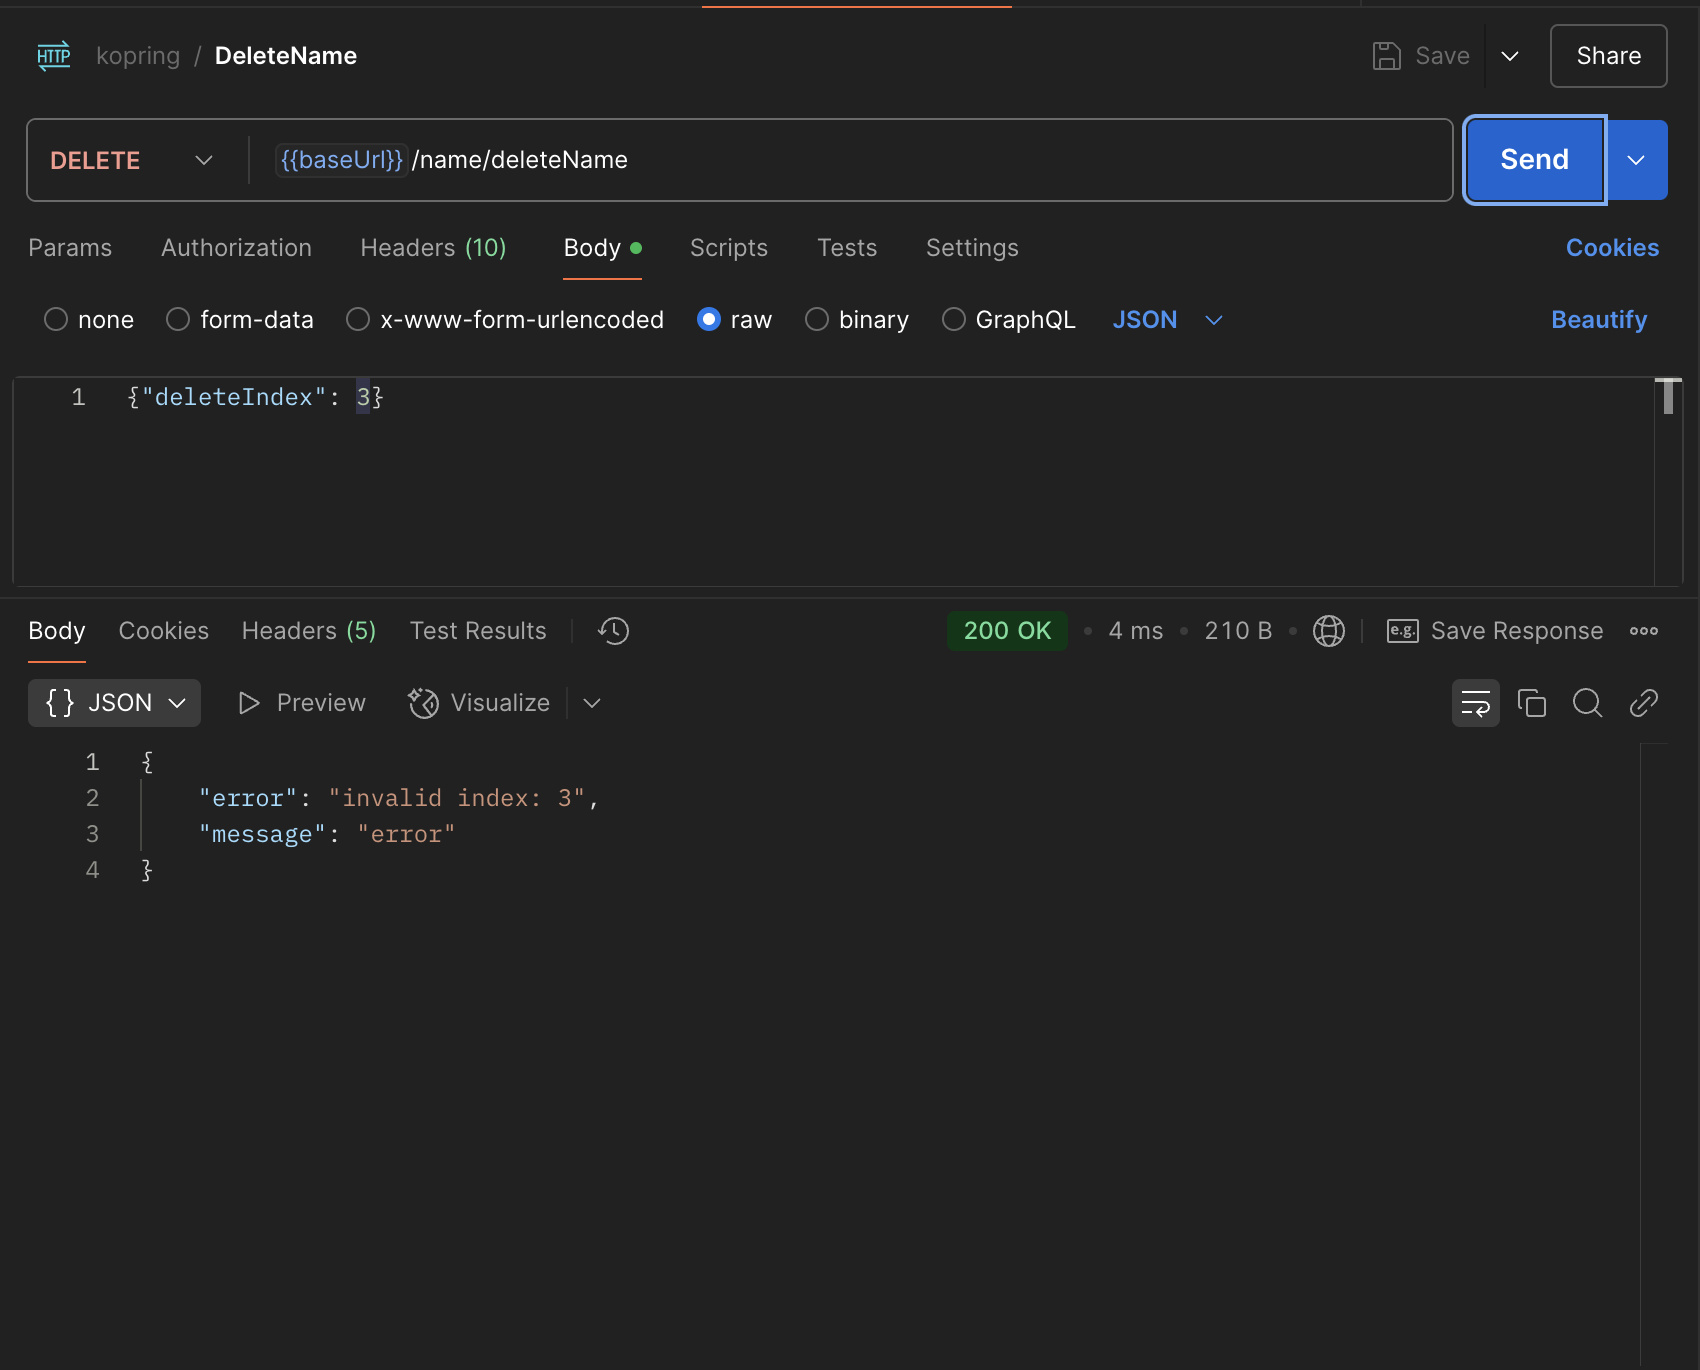 HTTP kopring / DeleteName Save Share
DELETE {{baseUrl}}/name/deleteName Send
Params Authorization Headers (10) Body Scripts Tests Settings Cookies
none form-data x-www-form-urlencoded raw binary GraphQL JSON Beautify
1 {"deleteIndex": 3}
Body Cookies Headers (5) Test Results 200 OK • 4 ms • 210 B • e.g. Save Response
{} JSON Preview Visualize
1 {
2 "error": "invalid index: 3",
3 "message": "error"
4 }